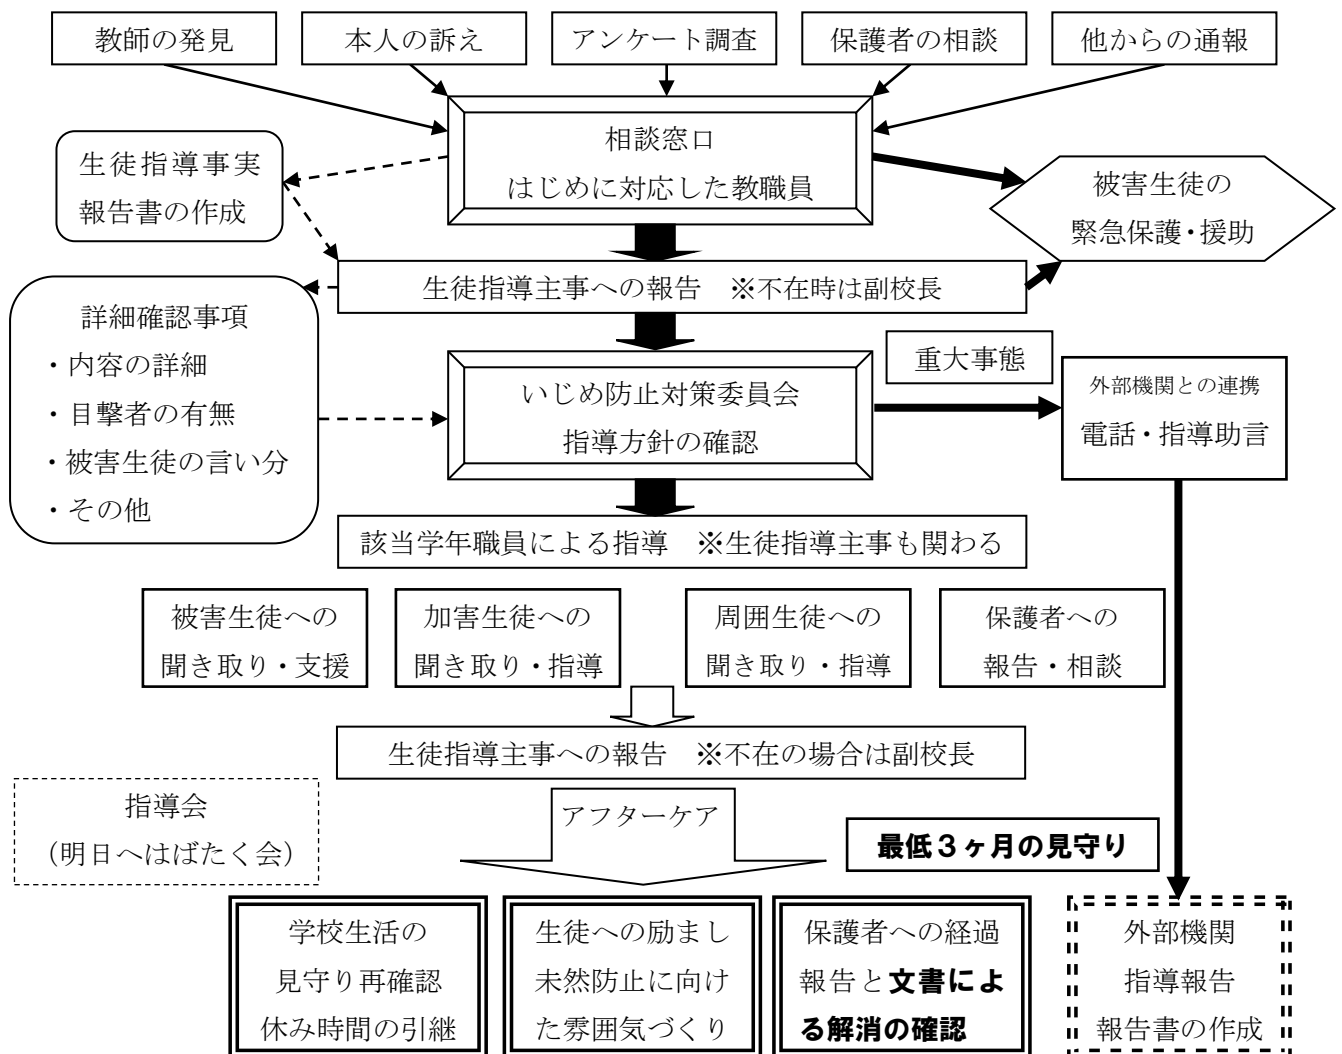 教師の発見
本人の訴え
アンケート調査
保護者の相談
他からの通報
相談窓口
はじめに対応した教職員
生徒指導事実
報告書の作成
被害生徒の
緊急保護・援助
生徒指導主事への報告　※不在時は副校長
詳細確認事項
・内容の詳細
・目撃者の有無
・被害生徒の言い分
・その他
いじめ防止対策委員会
指導方針の確認
重大事態
外部機関との連携
電話・指導助言
該当学年職員による指導　※生徒指導主事も関わる
被害生徒への
聞き取り・支援
加害生徒への
聞き取り・指導
周囲生徒への
聞き取り・指導
保護者への
報告・相談
生徒指導主事への報告　※不在の場合は副校長
指導会
（明日へはばたく会）
アフターケア
最低３ヶ月の見守り
学校生活の
見守り再確認
休み時間の引継
生徒への励まし
未然防止に向け
た雰囲気づくり
保護者への経過
報告と文書によ
る解消の確認
外部機関
指導報告
報告書の作成